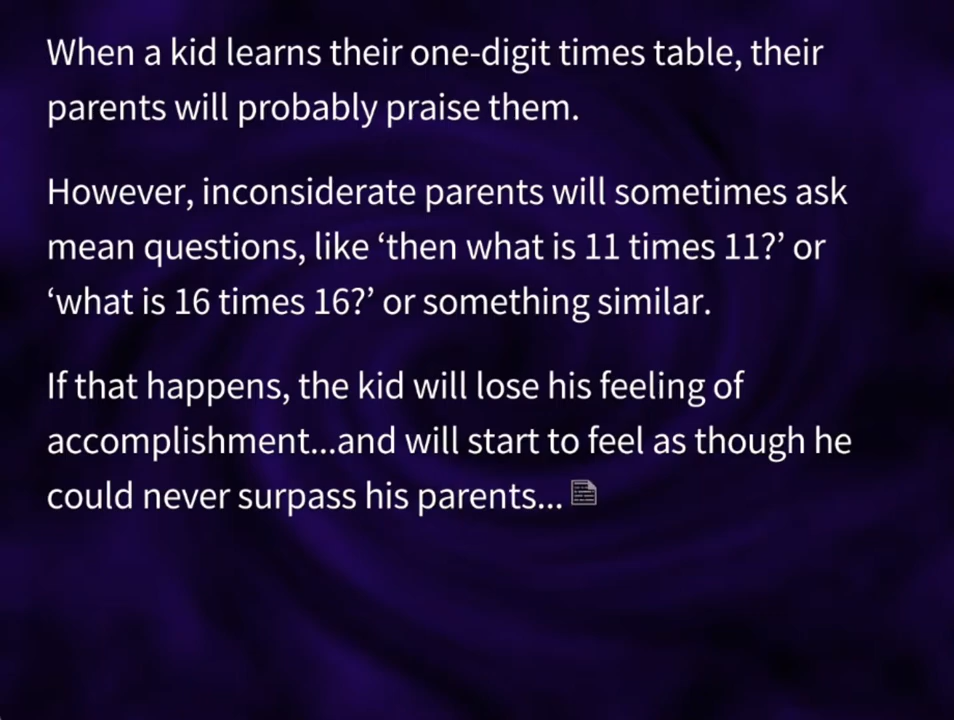 When a kid learns their one-digit times table, their
parents will probably praise them.
However, inconsiderate parents will sometimes ask
mean questions, like ‘then what is 11 times 11?’ or
‘what is 16 times 16?’ or something similar.
If that happens, the kid will lose his feeling of
accomplishment...and will start to feel as though he
could never surpass his parents...